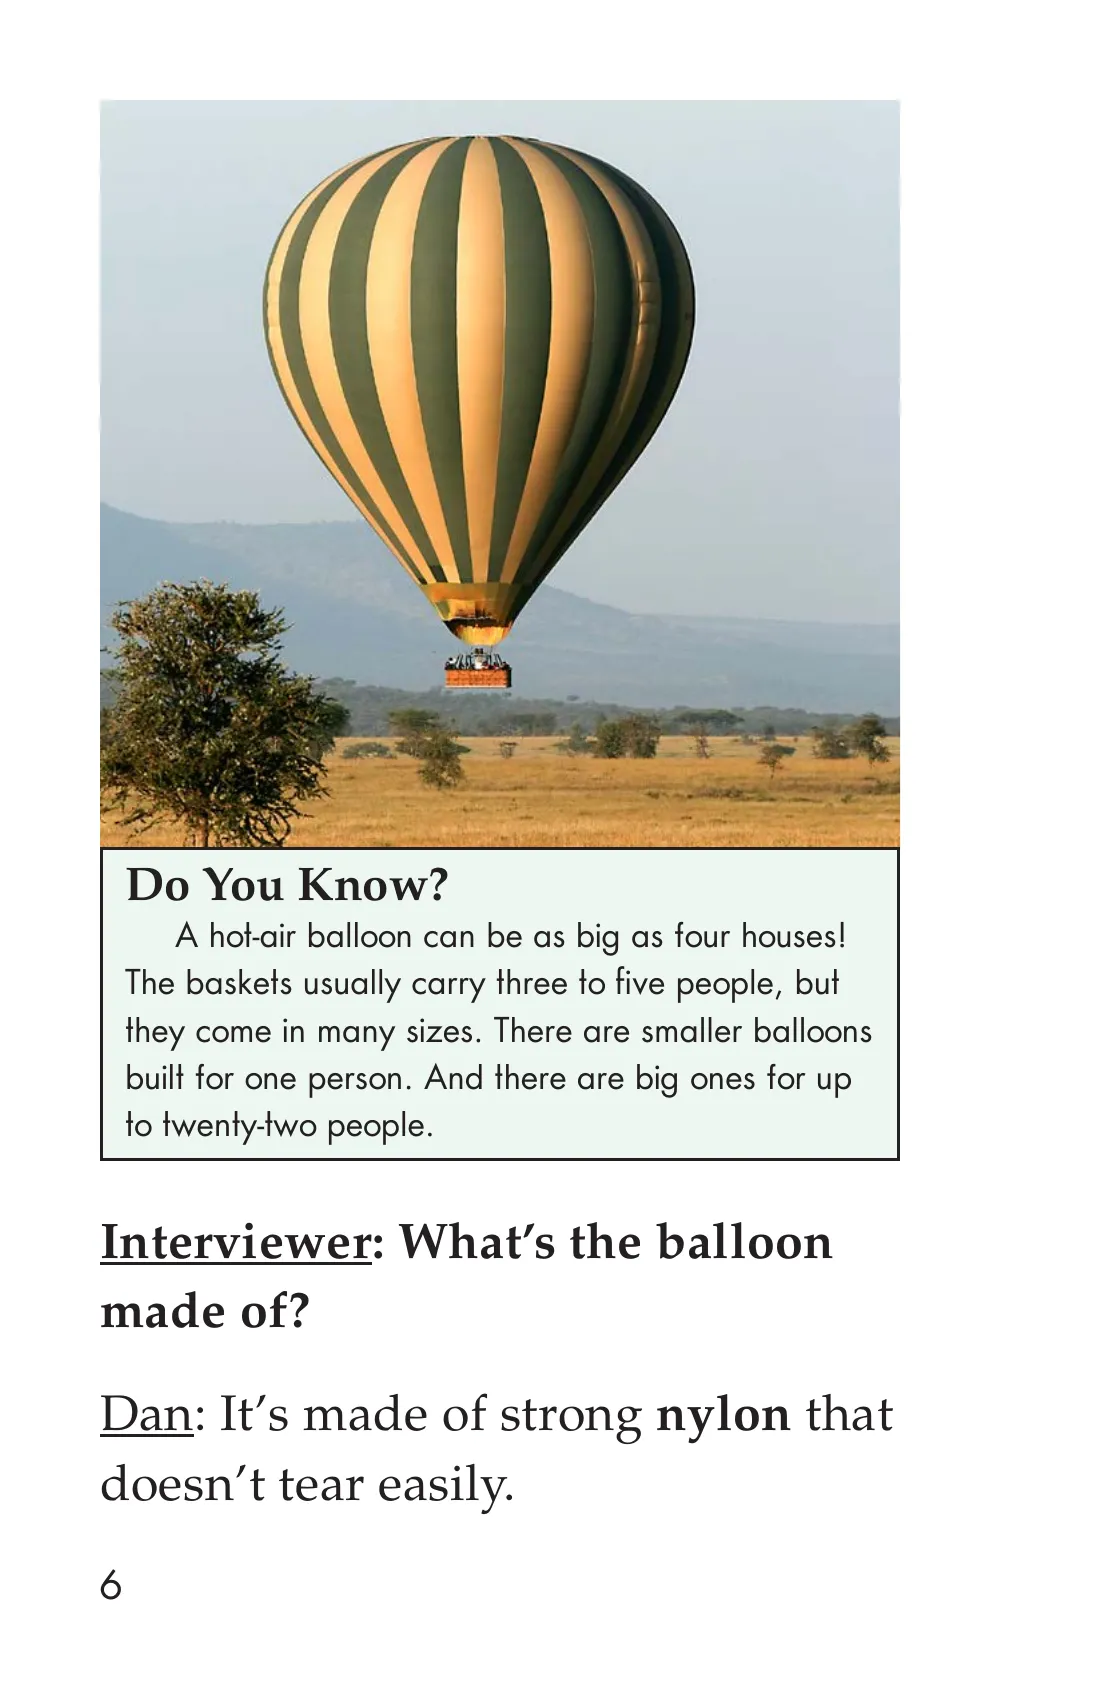 Do You Know?
A hot-air balloon can be as big as four houses!
The baskets usually carry three to five people, but
they come in many sizes. There are smaller balloons
built for one person. And there are big ones for up
to twenty-two people.
Interviewer: What’s the balloon
made of?
Dan: It’s made of strong nylon that
doesn’t tear easily.
6